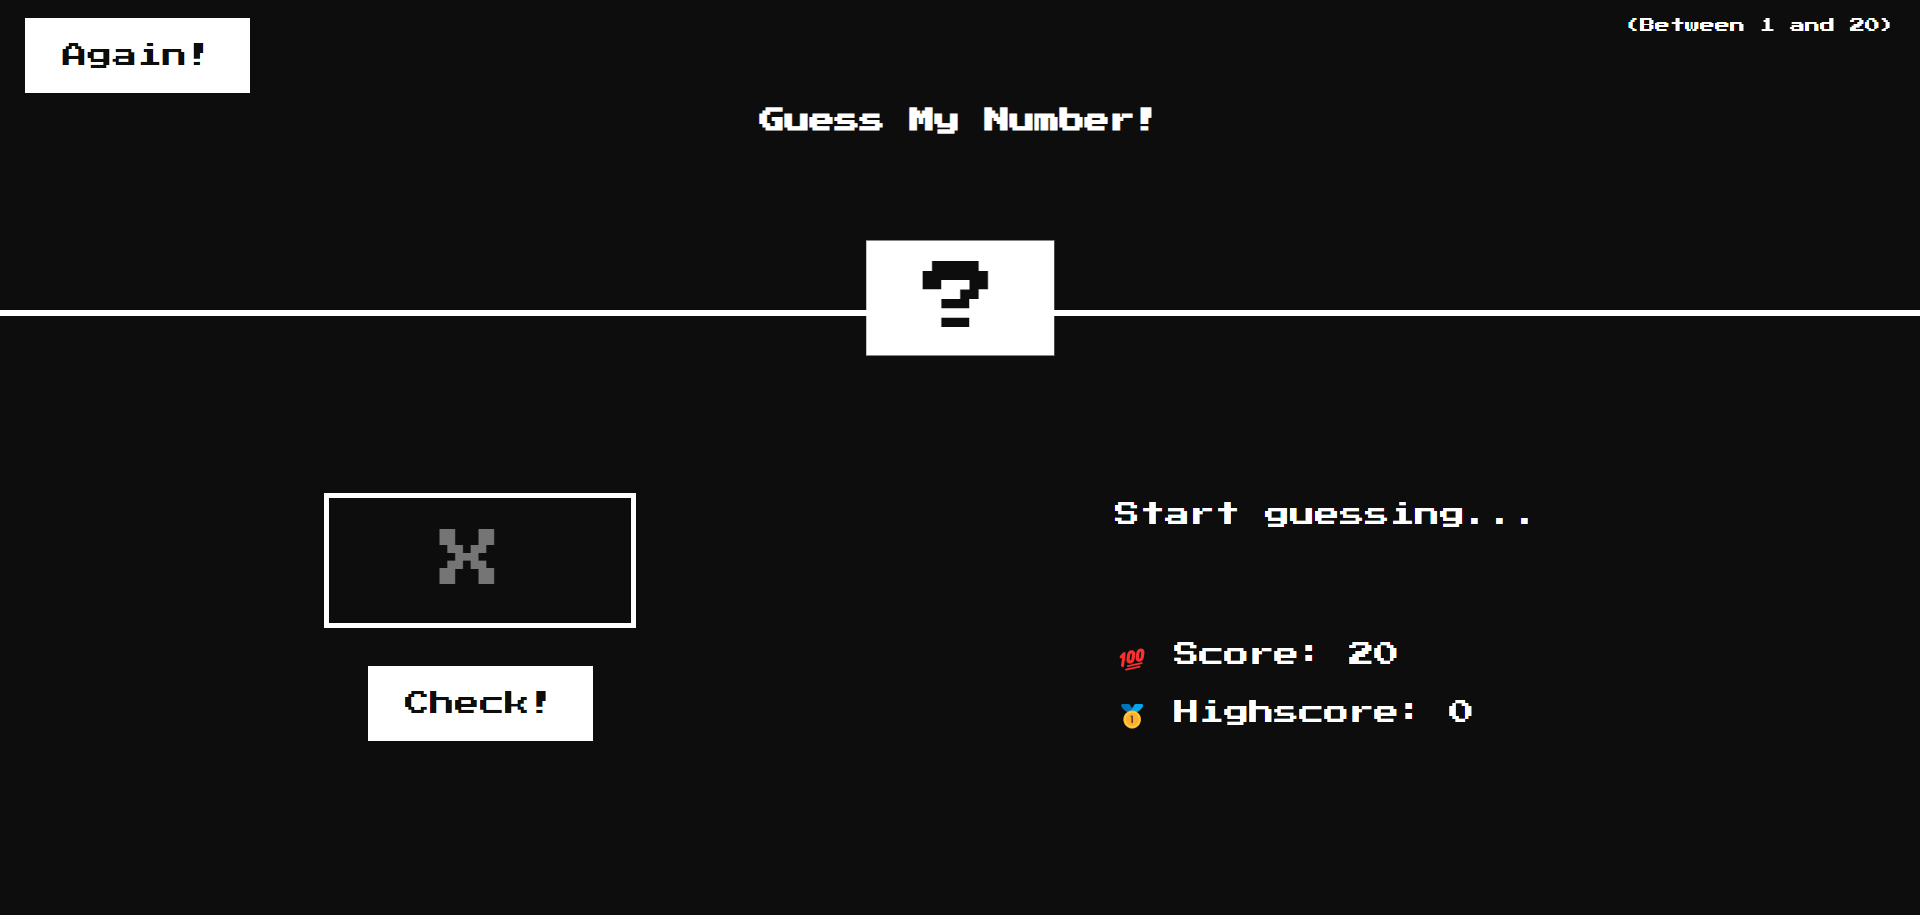 Again!
(Between 1 and 20)
Guess My Number!
?
X
Check!
Start guessing...
💯 Score: 20
🥇 Highscore: 0